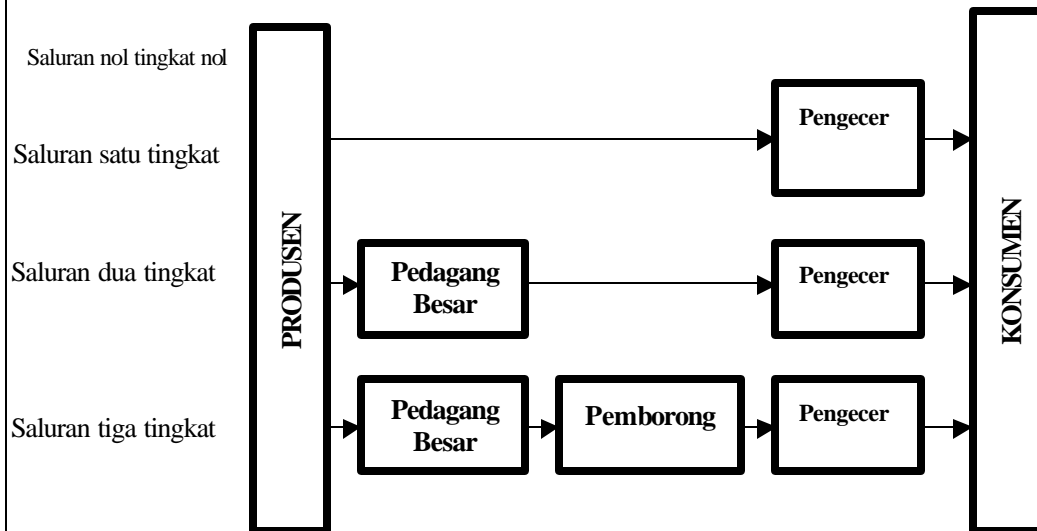 Saluran nol tingkat nol
Saluran satu tingkat
Pengecer
PRODUSEN
KONSUMEN
Saluran dua tingkat
Pedagang
Besar
Pengecer
Saluran tiga tingkat
Pedagang
Besar
Pemborong
Pengecer